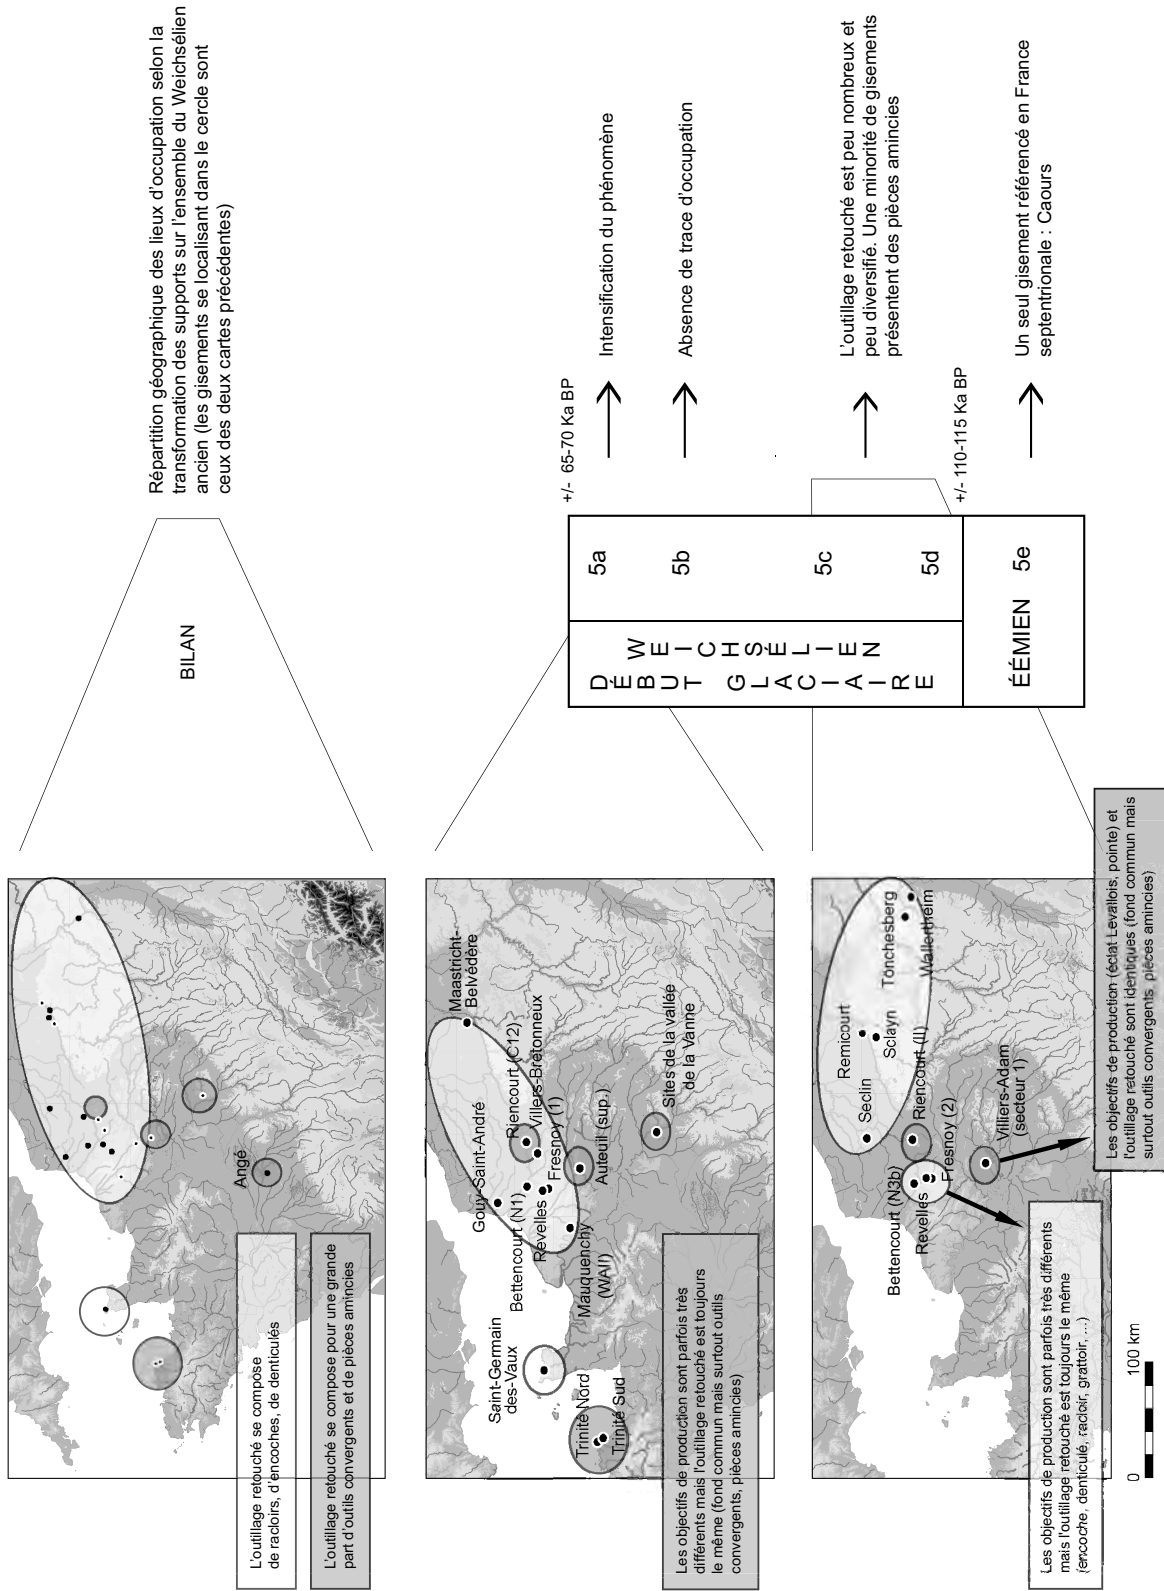 BILAN
Répartition géographique des lieux d'occupation selon la
transformation des supports sur l'ensemble du Weichsélien
ancien (les gisements se localisant dans le cercle sont
ceux des deux cartes précédentes)
Angé
L'outillage retouché se compose
de racloirs, d'encoches, de denticulés
L'outillage retouché se compose pour une grande
part d'outils convergents et de pièces amincies
Maastricht-
Belvédère
Gouy-Saint-André
Riencourt (C12)
Villers-Bretonneux
Bettencourt (N1)
Revelles
Fresnoy (1)
Mauquenchy
(WAII)
Auteuil (sup.)
Sites de la vallée
de la Vanne
Saint-Germain
des-Vaux
Trinité Nord
Trinité Sud
Les objectifs de production sont parfois très
différents mais l'outillage retouché est toujours
le même (fond commun mais surtout outils
convergents, pièces amincies)
Remicourt
Sclayn
Tönchesberg
Wallertheim
Seclin
Riencourt (II)
Bettencourt (N3b)
Revelles
Fresnoy (2)
Villiers-Adam
(secteur 1)
Les objectifs de production sont parfois très différents
mais l'outillage retouché est toujours le même
(encoche, denticulé, racloir, grattoir, ...)
Les objectifs de production (éclat Levallois, pointe) et
l'outillage retouché sont identiques (fond commun mais
surtout outils convergents, pièces amincies)
0 100 km
DÉBUT GLACIAIRE
WEICHSÉLIEN
5a
5b
5c
5d
ÉÉMIEN 5e
+/- 65-70 Ka BP
Intensification du phénomène
Absence de trace d'occupation
L'outillage retouché est peu nombreux et
peu diversifié. Une minorité de gisements
présentent des pièces amincies
+/- 110-115 Ka BP
Un seul gisement référencé en France
septentrionale : Caours